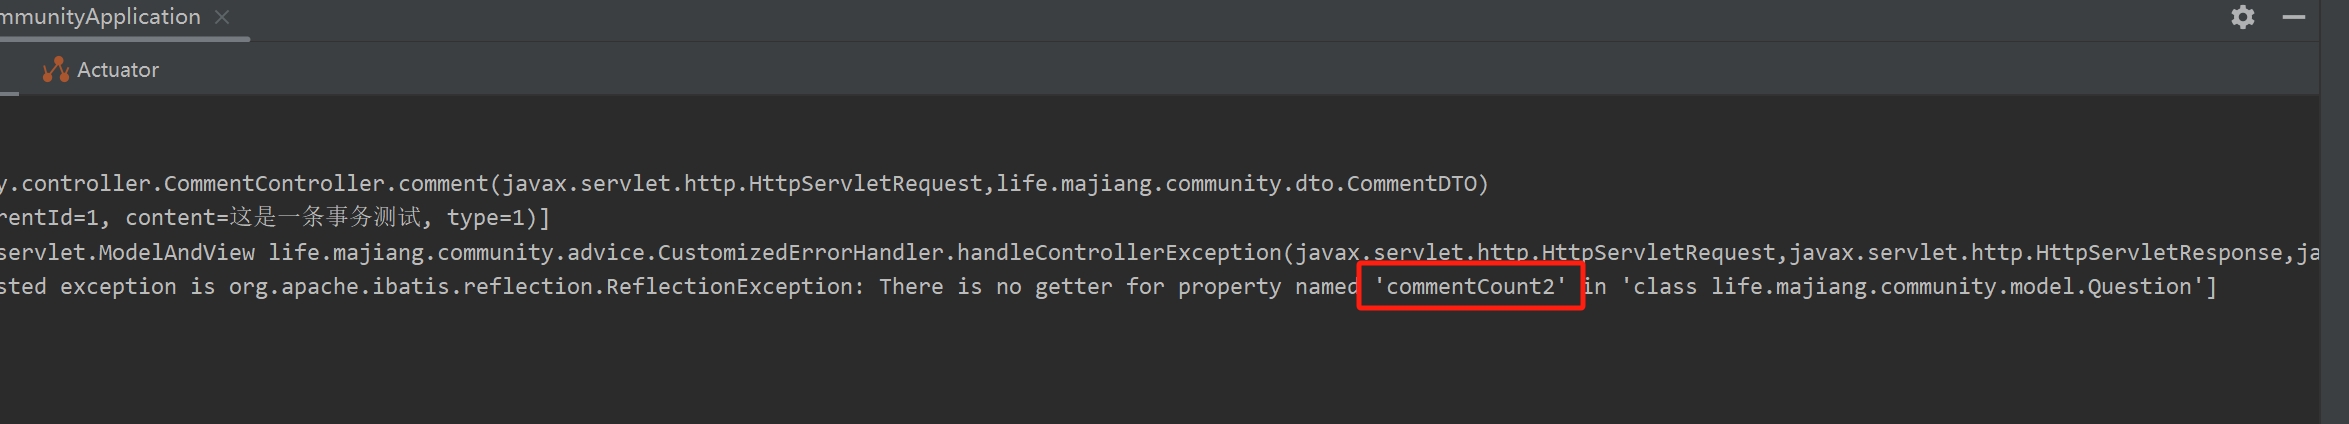 mmunityApplication
Actuator
y.controller.CommentController.comment(javax.servlet.http.HttpServletRequest,life.majiang.community.dto.CommentDTO)
rentId=1, content=这是一条事务测试, type=1)]
servlet.ModelAndView life.majiang.community.advice.CustomizedErrorHandler.handleControllerException(javax.servlet.http.HttpServletRequest,javax.servlet.http.HttpServletResponse,ja
sted exception is org.apache.ibatis.reflection.ReflectionException: There is no getter for property named 'commentCount2' in 'class life.majiang.community.model.Question']